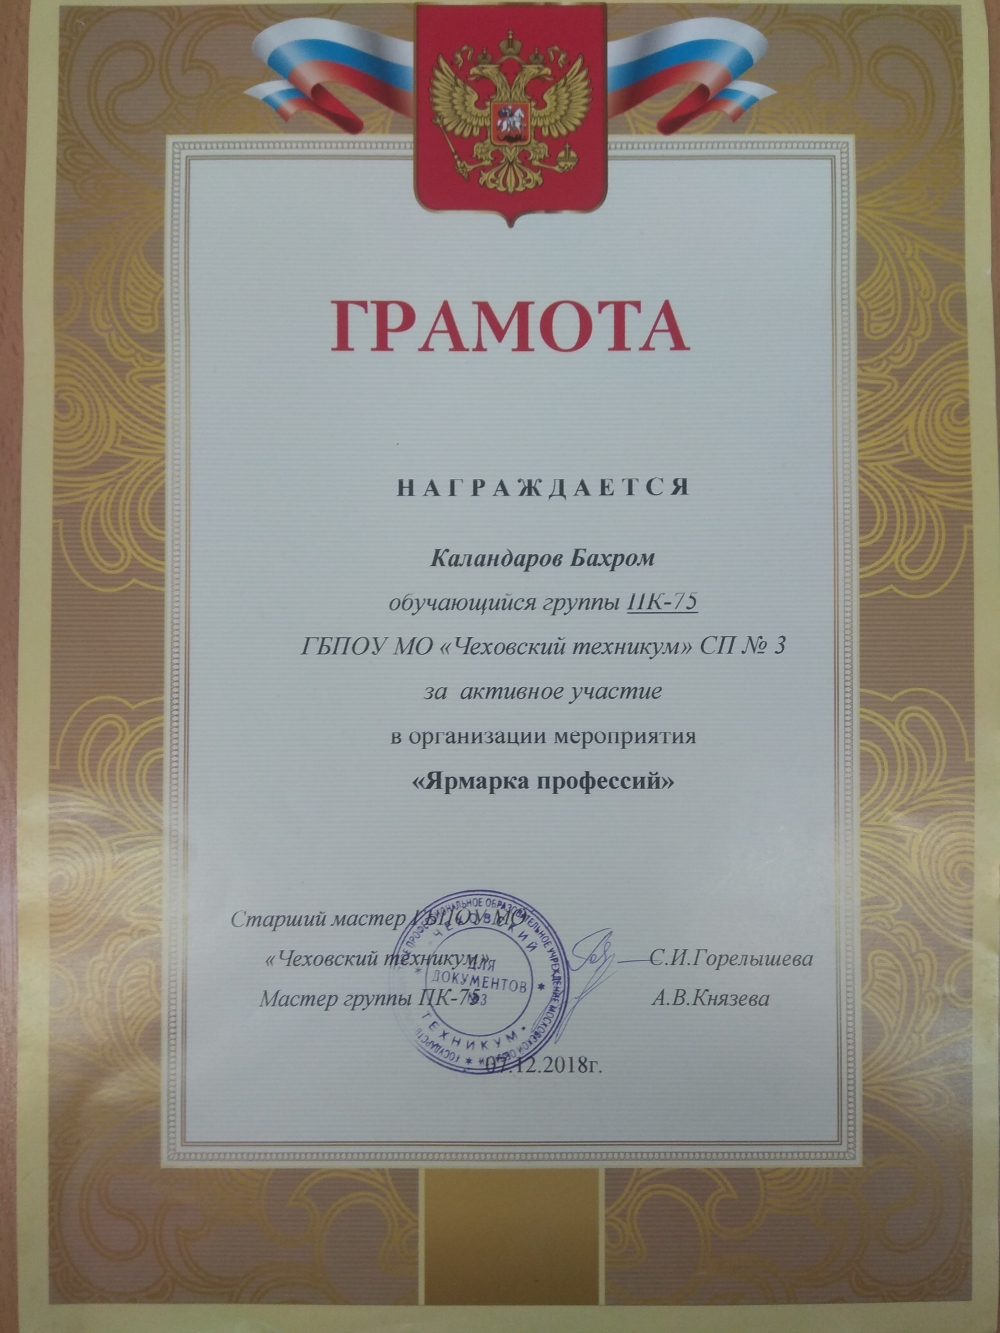 ГРАМОТА
НАГРАЖДАЕТСЯ
Каландаров Бахром
обучающийся группы ПК-75
ГБПОУ МО «Чеховский техникум» СП № 3
за активное участие
в организации мероприятия
«Ярмарка профессий»
Старший мастер ГБПОУ МО
«Чеховский техникум» С.И.Горелышева
Мастер группы ПК-75 А.В.Князева
07.12.2018г.
ЧЕХОВСКИЙ
ТЕХНИКУМ
ДЛЯ
ДОКУМЕНТОВ
№3